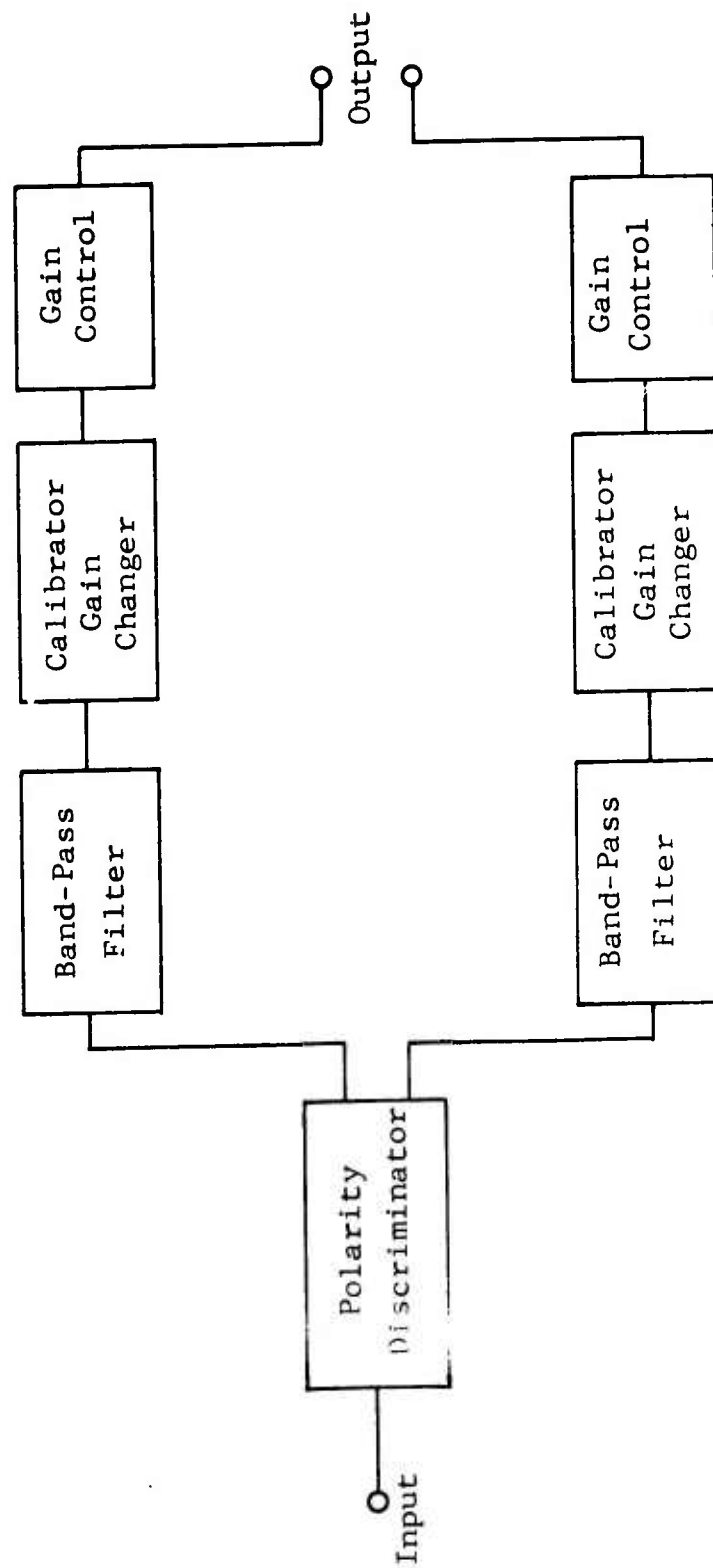 Input
Polarity
Discriminator
Band-Pass
Filter
Calibrator
Gain
Changer
Gain
Control
Band-Pass
Filter
Calibrator
Gain
Changer
Gain
Control
Output